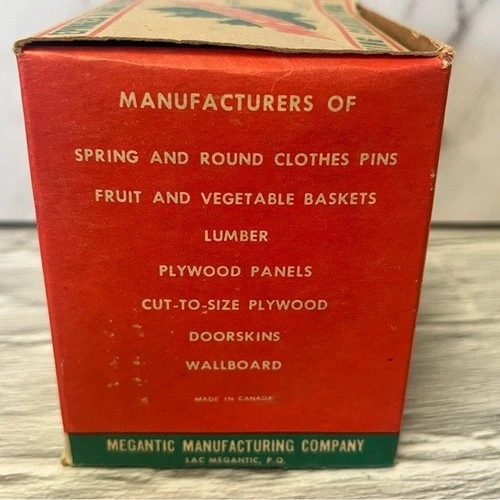 MANUFACTURERS OF
SPRING AND ROUND CLOTHES PINS
FRUIT AND VEGETABLE BASKETS
LUMBER
PLYWOOD PANELS
CUT-TO-SIZE PLYWOOD
DOORSKINS
WALLBOARD
MADE IN CANADA
MEGANTIC MANUFACTURING COMPANY
LAC MEGANTIC, P.Q.